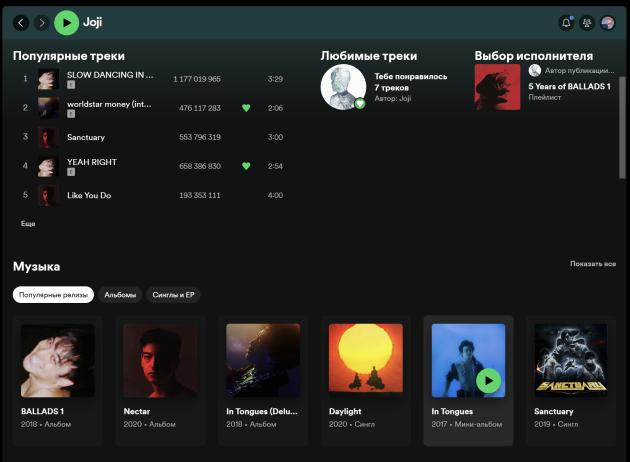 Joji
Популярные треки
1 SLOW DANCING IN ... 1 177 019 965 3:29
E
2 worldstar money (int... 476 117 283 2:06
E
3 Sanctuary 553 796 319 3:00
4 YEAH RIGHT 658 386 830 2:54
E
5 Like You Do 193 353 111 4:00
Еще
Любимые треки
Тебе понравилось
7 треков
Автор: Joji
Выбор исполнителя
Автор публикации...
5 Years of BALLADS 1
Плейлист
Музыка
Показать все
Популярные релизы Альбомы Синглы и EP
SANCTUARY
BALLADS 1
2018 • Альбом
Nectar
2020 • Альбом
In Tongues (Delu...
2018 • Альбом
Daylight
2020 • Сингл
In Tongues
2017 • Мини-альбом
Sanctuary
2019 • Сингл